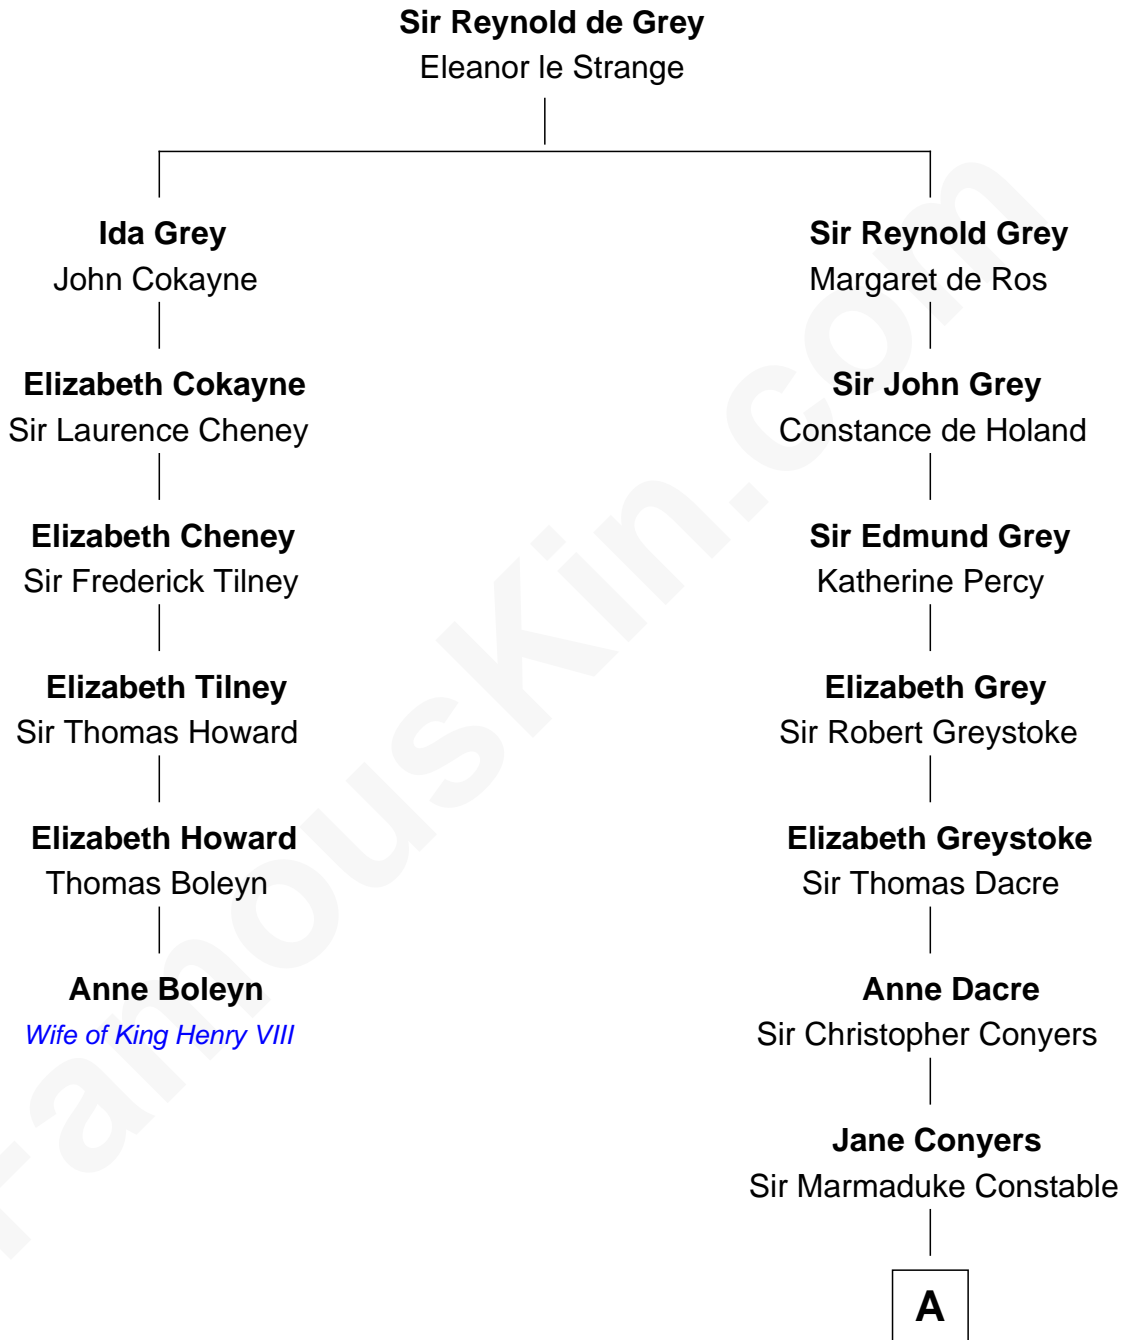 Sir Reynold de Grey
Eleanor le Strange
Ida Grey
John Cokayne
Sir Reynold Grey
Margaret de Ros
Elizabeth Cokayne
Sir Laurence Cheney
Sir John Grey
Constance de Holand
Elizabeth Cheney
Sir Frederick Tilney
Sir Edmund Grey
Katherine Percy
Elizabeth Tilney
Sir Thomas Howard
Elizabeth Grey
Sir Robert Greystoke
Elizabeth Howard
Thomas Boleyn
Elizabeth Greystoke
Sir Thomas Dacre
Anne Boleyn
Wife of King Henry VIII
Anne Dacre
Sir Christopher Conyers
Jane Conyers
Sir Marmaduke Constable
A
FamousKin.com